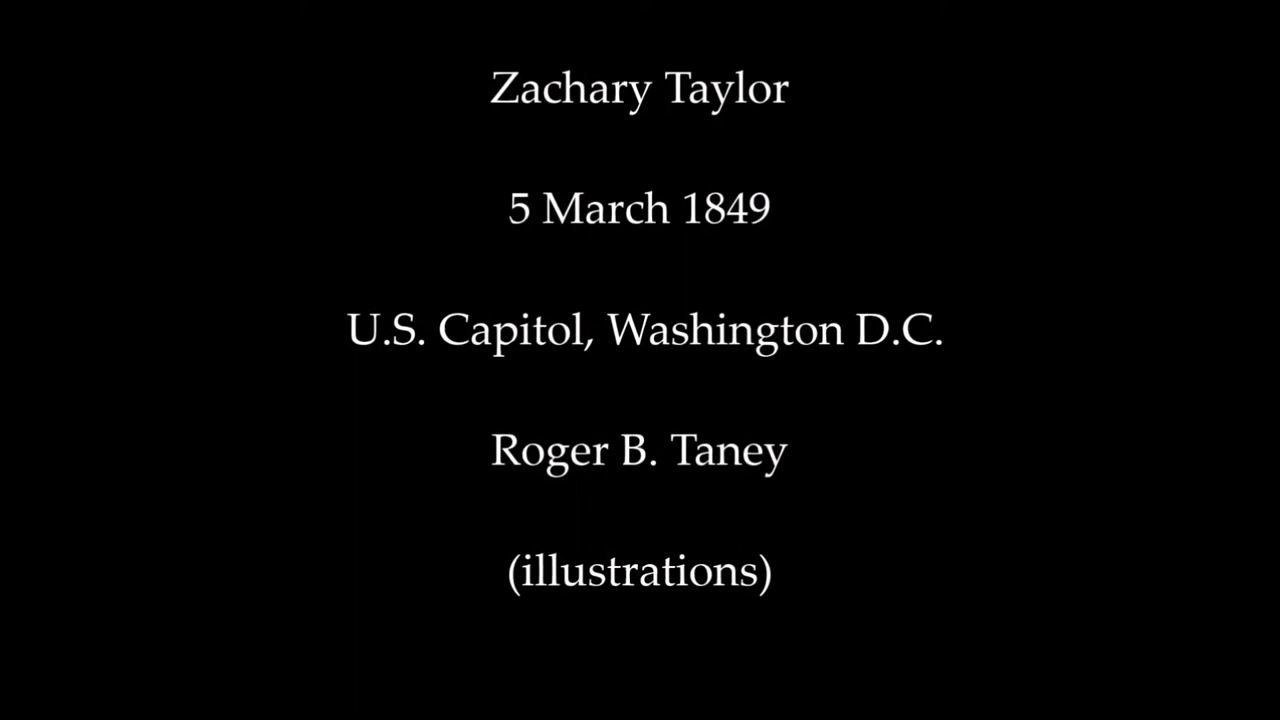 Zachary Taylor
5 March 1849
U.S. Capitol, Washington D.C.
Roger B. Taney
(illustrations)